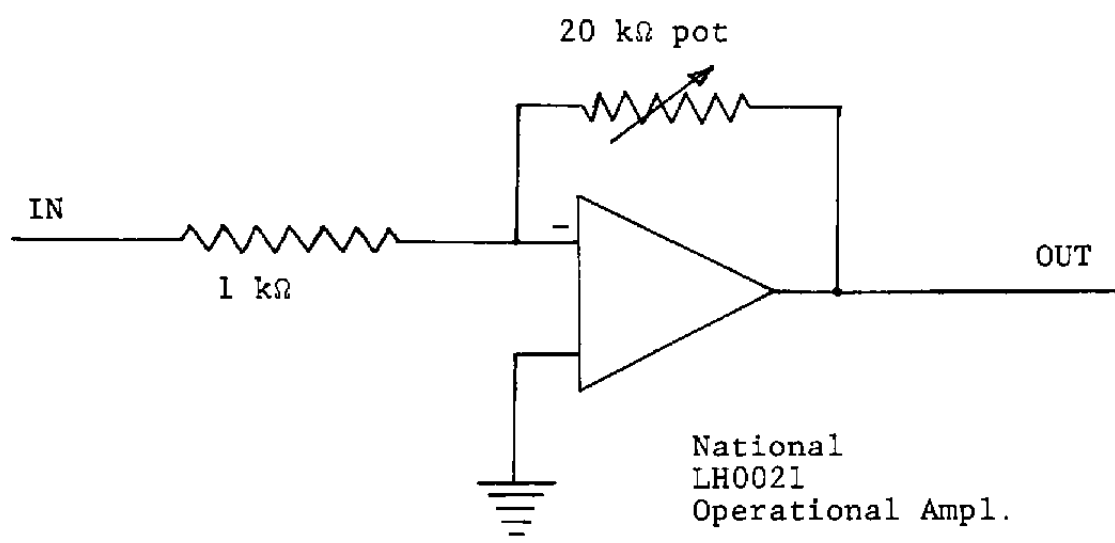 20 kΩ pot
IN
1 kΩ
−
OUT
National
LH0021
Operational Ampl.